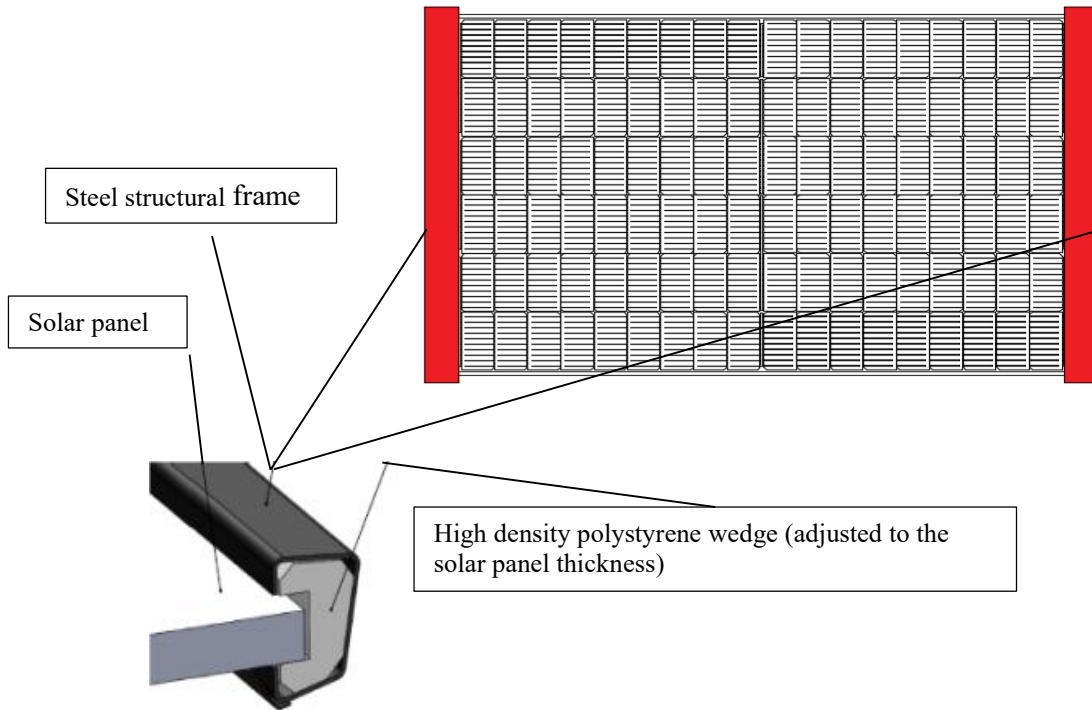 Steel structural frame
Solar panel
High density polystyrene wedge (adjusted to the
solar panel thickness)